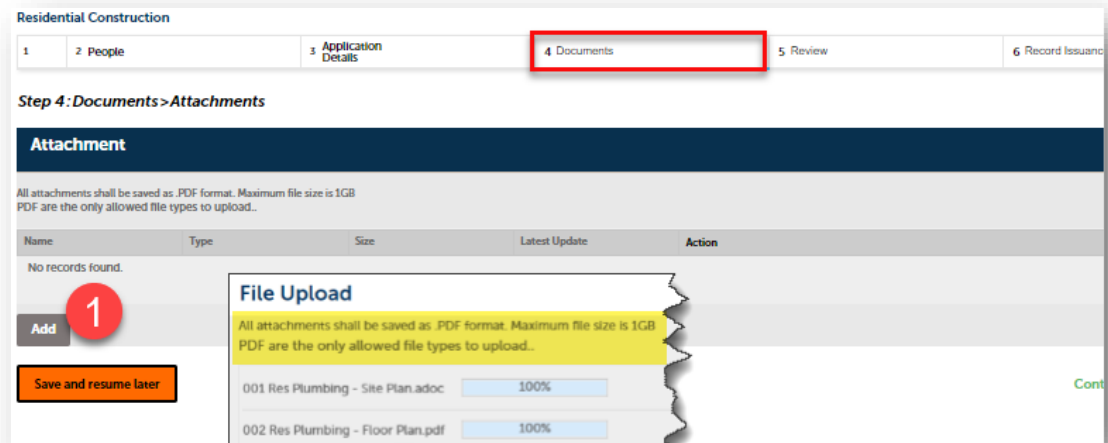 Residential Construction
1 2 People 3 Application Details 4 Documents 5 Review 6 Record Issuanc
Step 4:Documents>Attachments
Attachment
All attachments shall be saved as .PDF format. Maximum file size is 1GB
PDF are the only allowed file types to upload..
Name Type Size Latest Update Action
No records found.
1
Add
File Upload
All attachments shall be saved as .PDF format. Maximum file size is 1GB
PDF are the only allowed file types to upload..
Save and resume later
001 Res Plumbing - Site Plan.adoc 100%
Cont
002 Res Plumbing - Floor Plan.pdf 100%